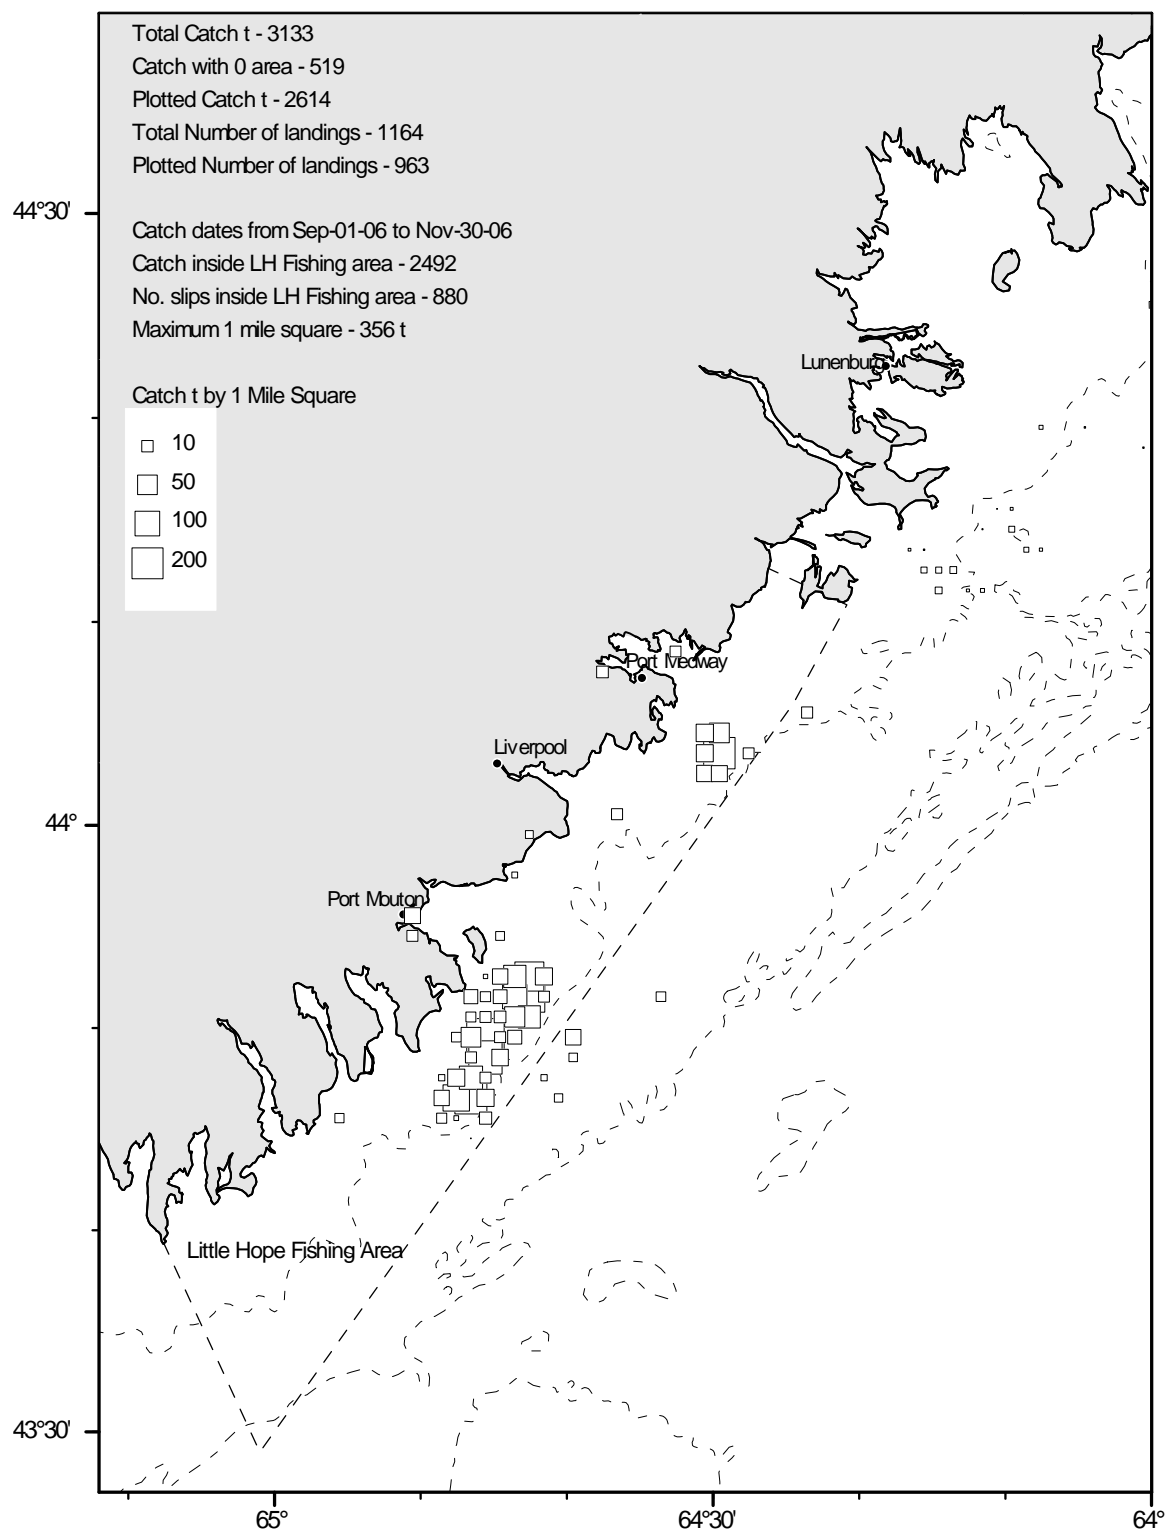 Total Catch t - 3133
Catch with 0 area - 519
Plotted Catch t - 2614
Total Number of landings - 1164
Plotted Number of landings - 963
Catch dates from Sep-01-06 to Nov-30-06
Catch inside LH Fishing area - 2492
No. slips inside LH Fishing area - 880
Maximum 1 mile square - 356 t
Catch t by 1 Mile Square
10
50
100
200
44°30'
Lunenburg
Port Medway
Liverpool
44°
Port Mouton
Little Hope Fishing Area
43°30'
65°
64°30'
64°